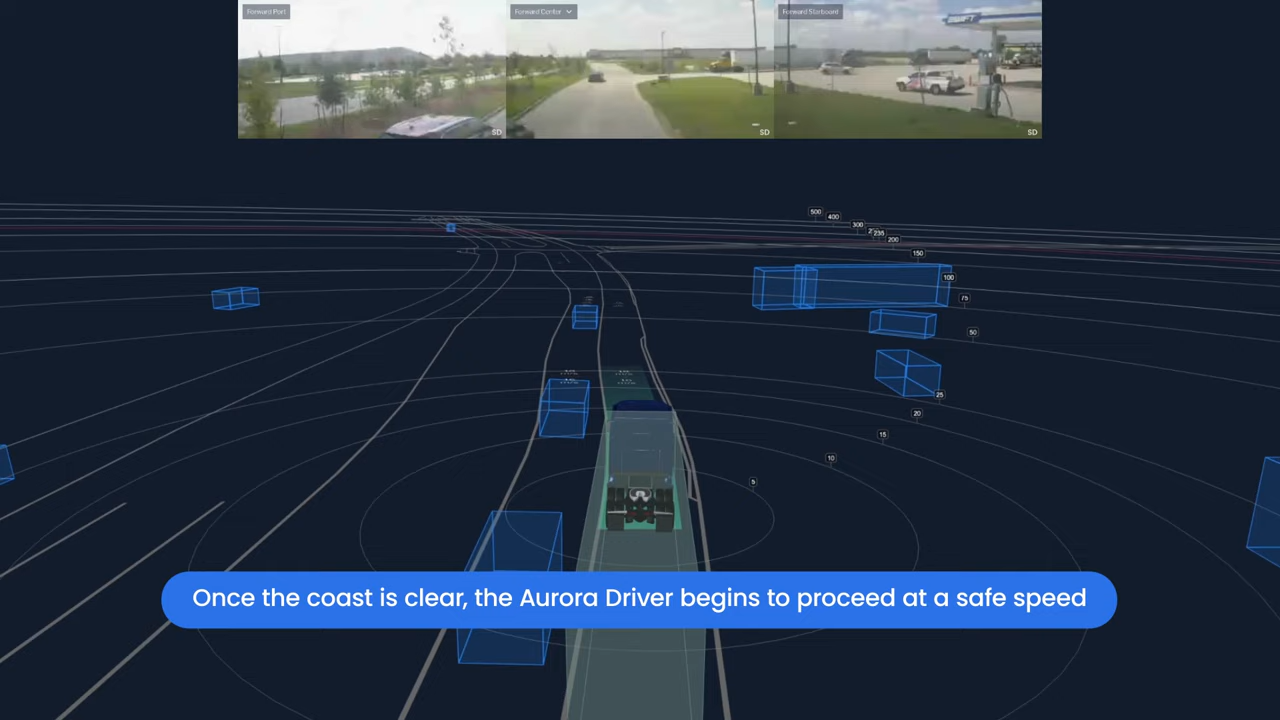 Forward Port
Forward Center
Forward Starboard
SD
SD
SD
500
400
300
235
200
150
100
75
50
25
20
15
10
5
Once the coast is clear, the Aurora Driver begins to proceed at a safe speed